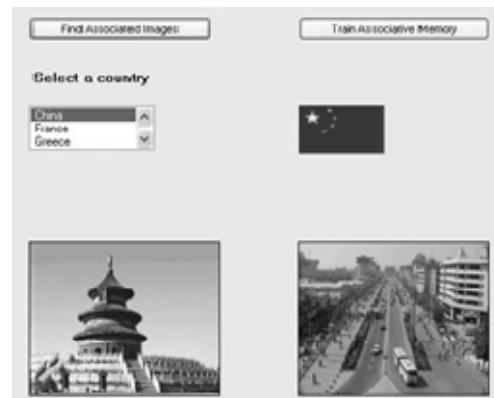 Find Associated Images
Train Associative Memory
Select a country
China
France
Greece